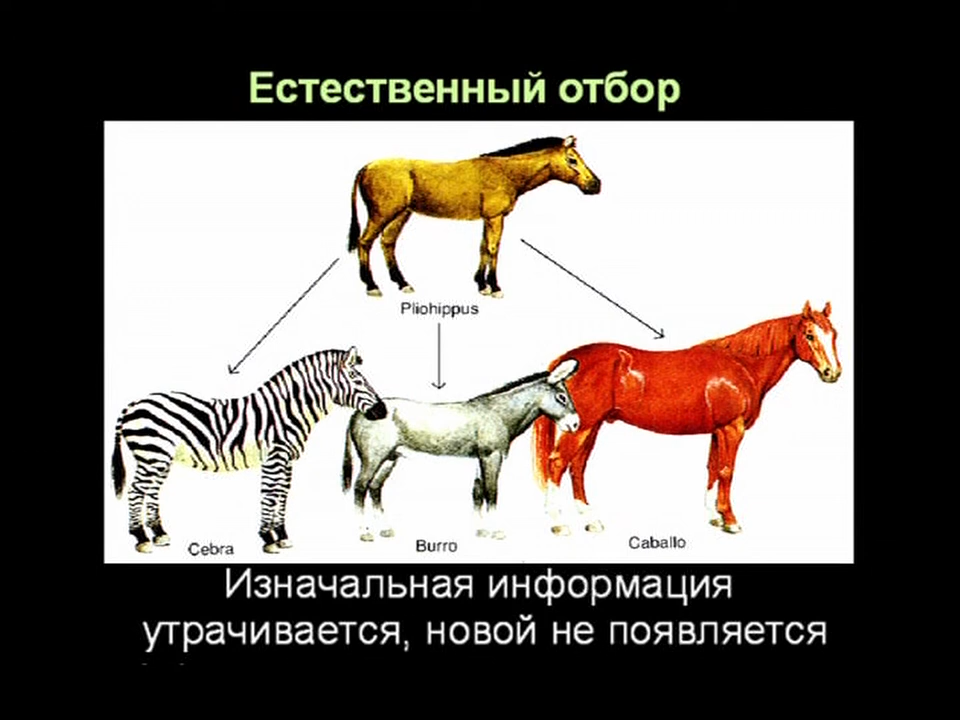 Естественный отбор
Pliohippus
Cebra
Burro
Caballo
Изначальная информация
утрачивается, новой не появляется